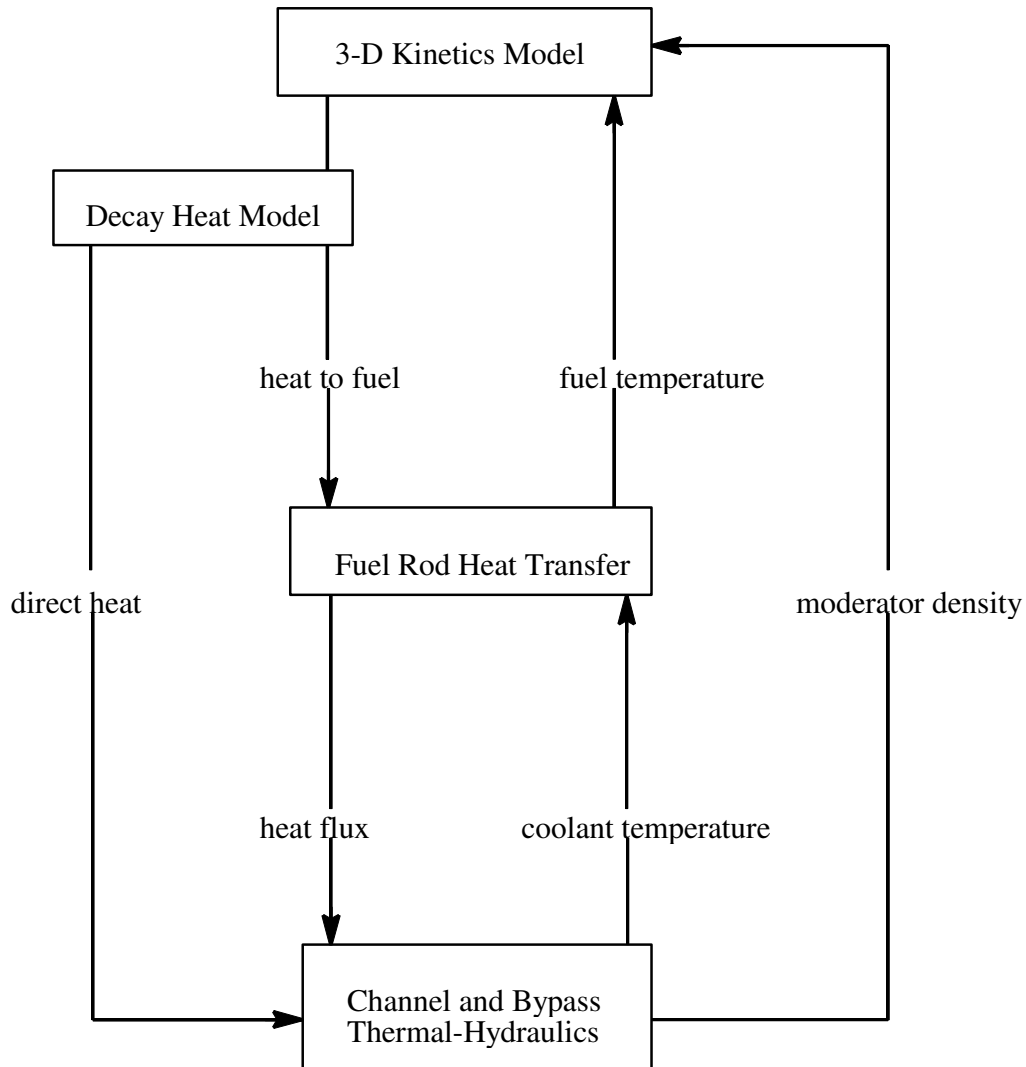 3-D Kinetics Model
Decay Heat Model
heat to fuel
fuel temperature
Fuel Rod Heat Transfer
direct heat
moderator density
heat flux
coolant temperature
Channel and Bypass
Thermal-Hydraulics